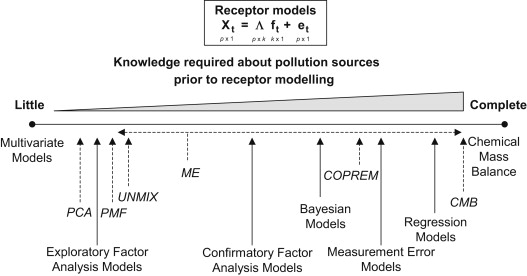 Receptor models
X_t = Λ f_t + e_t
p x 1 p x k k x 1 p x 1
Knowledge required about pollution sources
prior to receptor modelling
Little Complete
Multivariate
Models
Chemical
Mass
Balance
PCA
PMF
UNMIX
ME
COPREM
CMB
Exploratory Factor
Analysis Models
Confirmatory Factor
Analysis Models
Bayesian
Models
Measurement Error
Models
Regression
Models